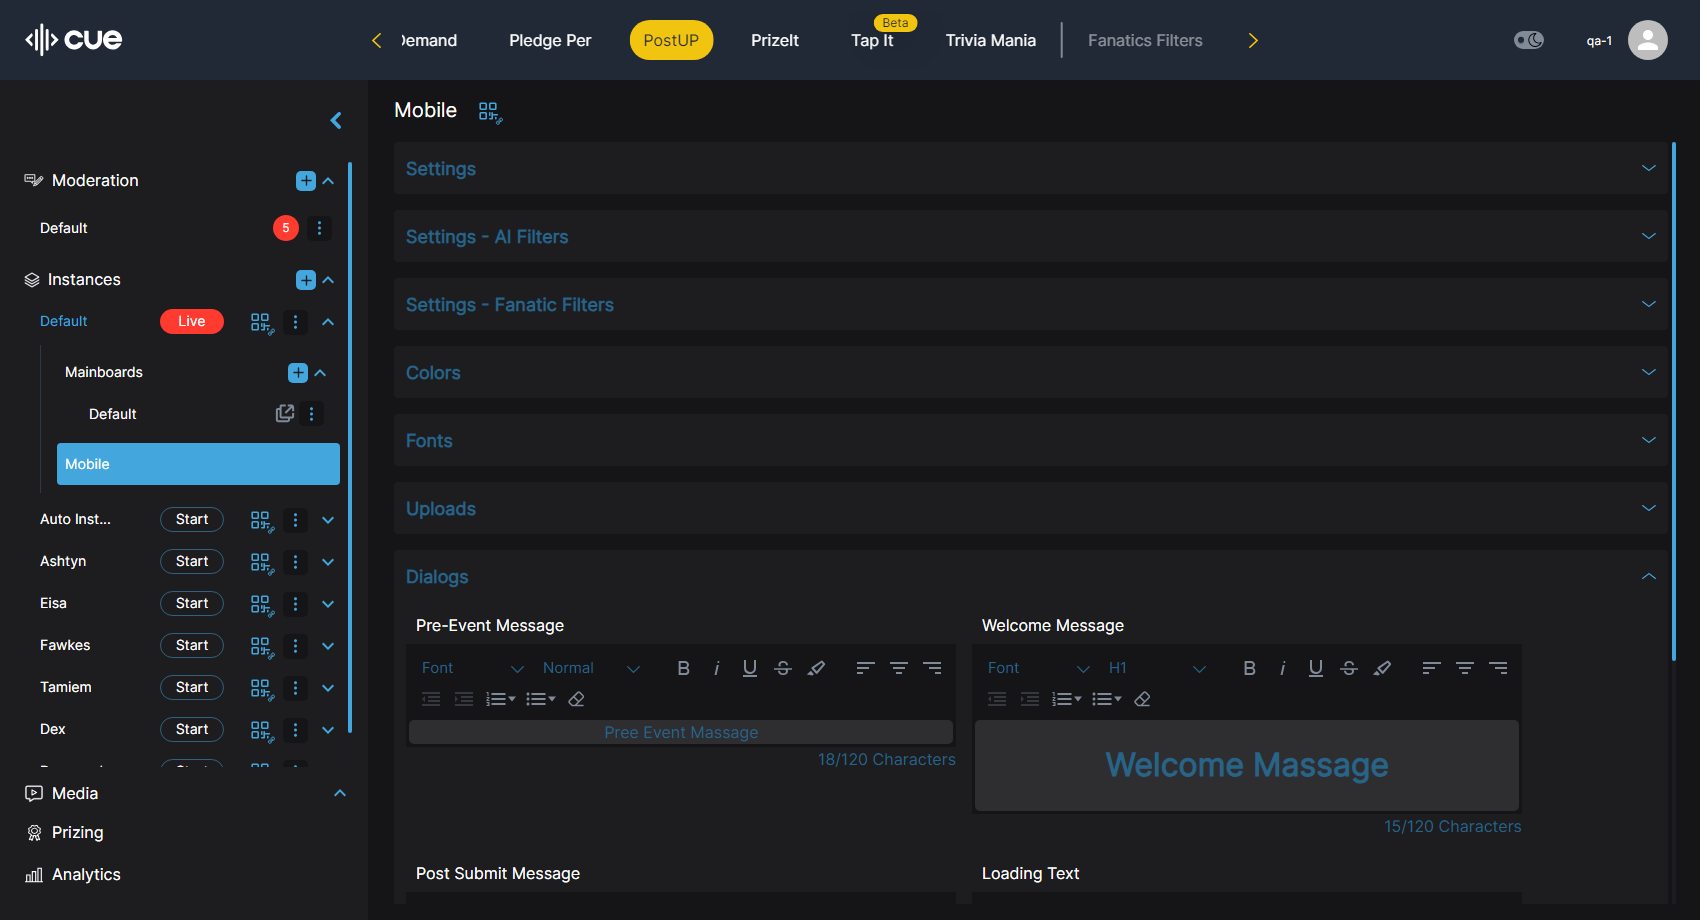 cue
Demand
Pledge Per
PostUP
PrizeIt
Beta
Tap It
Trivia Mania
Fanatics Filters
qa-1
Moderation
Default
5
Instances
Default
Live
Mainboards
Default
Mobile
Auto Inst...
Start
Ashtyn
Start
Eisa
Start
Fawkes
Start
Tamiem
Start
Dex
Start
Media
Prizing
Analytics
Mobile
Settings
Settings - AI Filters
Settings - Fanatic Filters
Colors
Fonts
Uploads
Dialogs
Pre-Event Message
Font
Normal
B
i
U
S
Pree Event Massage
18/120 Characters
Welcome Message
Font
H1
B
i
U
S
Welcome Massage
15/120 Characters
Post Submit Message
Loading Text